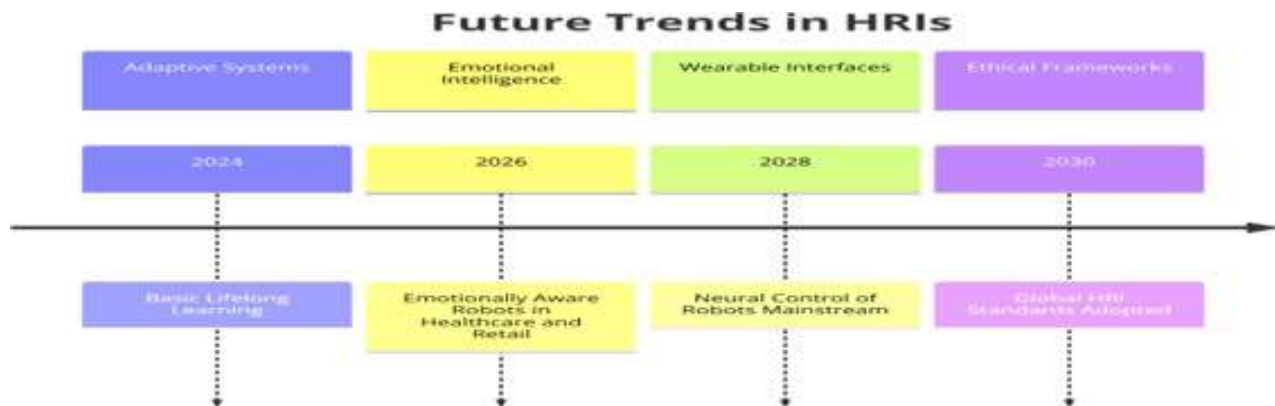 Future Trends in HRIs
Adaptive Systems
Emotional
Intelligence
Wearable Interfaces
Ethical Frameworks
2024
2026
2028
2030
Basic Lifelong
Learning
Emotionally Aware
Robots in
Healthcare and
Retail
Neural Control of
Robots Mainstream
Global HRI
Standards Adopted